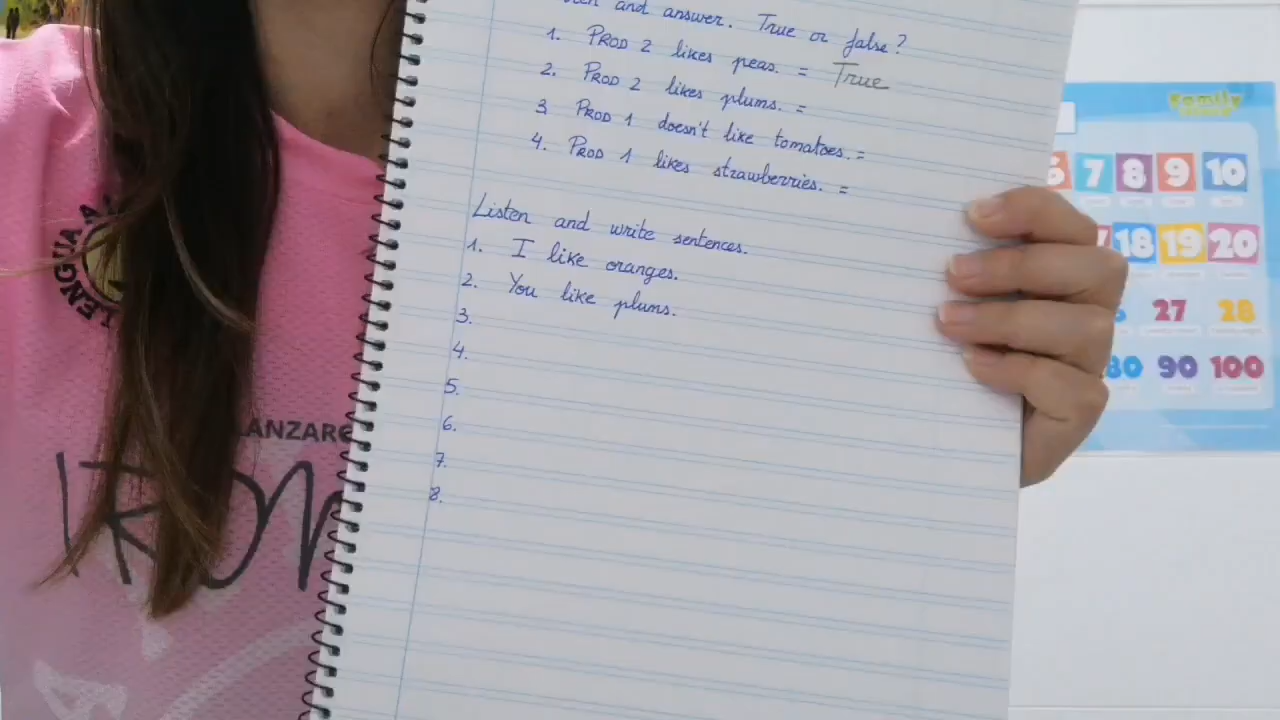 and answer. True or false?
1. PROD 2 likes peas. = True
2. PROD 2 likes plums. =
3 PROD 1 doesn't like tomatoes. =
4. PROD 1 likes strawberries. =
Listen and write sentences.
1. I like oranges.
2. You like plums.
3.
4.
5.
6.
7.
8.
LENGUA A
LANZARO
IRON
Family
6 7 8 9 10
18 19 20
27 28
80 90 100